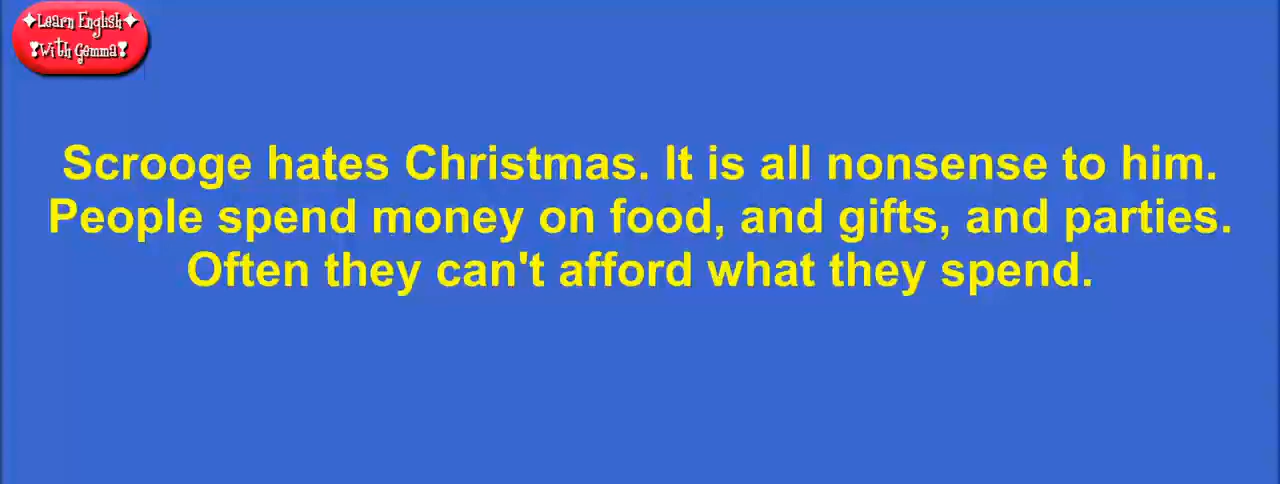 ✦Learn English✦
❣With Gemma❣
Scrooge hates Christmas. It is all nonsense to him.
People spend money on food, and gifts, and parties.
Often they can't afford what they spend.